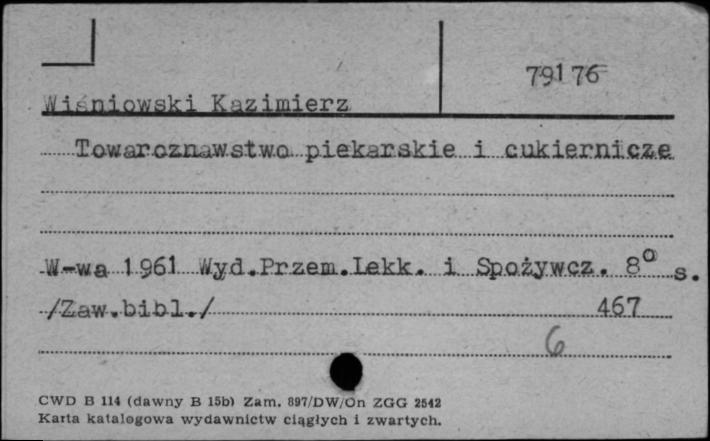 79176
Wiśniowski Kazimierz
Towaroznawstwo piekarskie i cukiernicze
W-wa 1961 Wyd.Przem.Lekk. i Spożywcz. 8° s.
/Zaw.bibl./ 467
6
CWD B 114 (dawny B 15b) Zam. 897/DW/On ZGG 2542
Karta katalogowa wydawnictw ciągłych i zwartych.